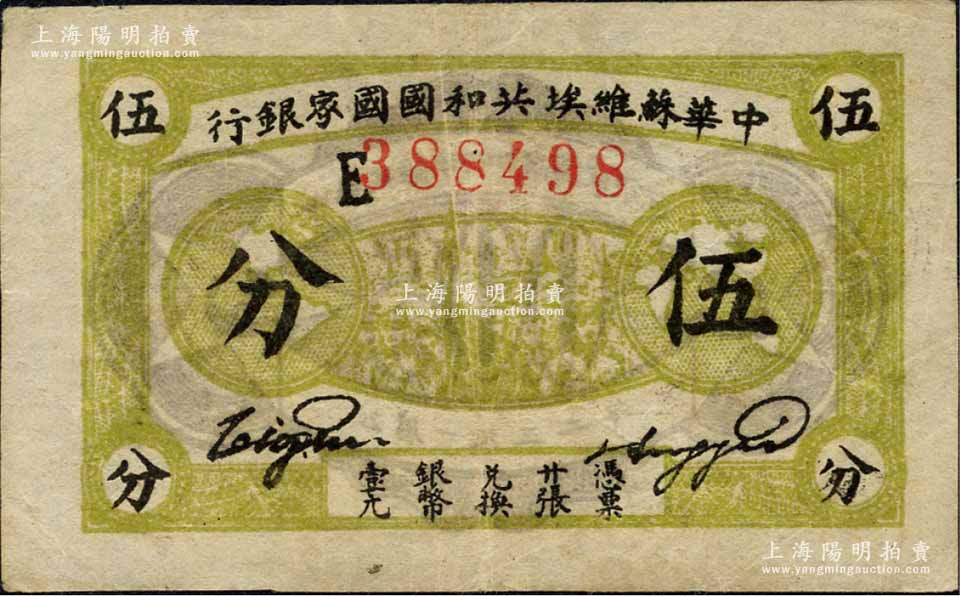 上海陽明拍賣
www.yangmingauction.com
伍
中華蘇維埃共和國國家銀行
伍
E388498
伍分
上海陽明拍賣
www.yangmingauction.com
分
憑票
廿張
兌換
銀幣
壹元
分
上海陽明拍賣
www.yangmingauction.com